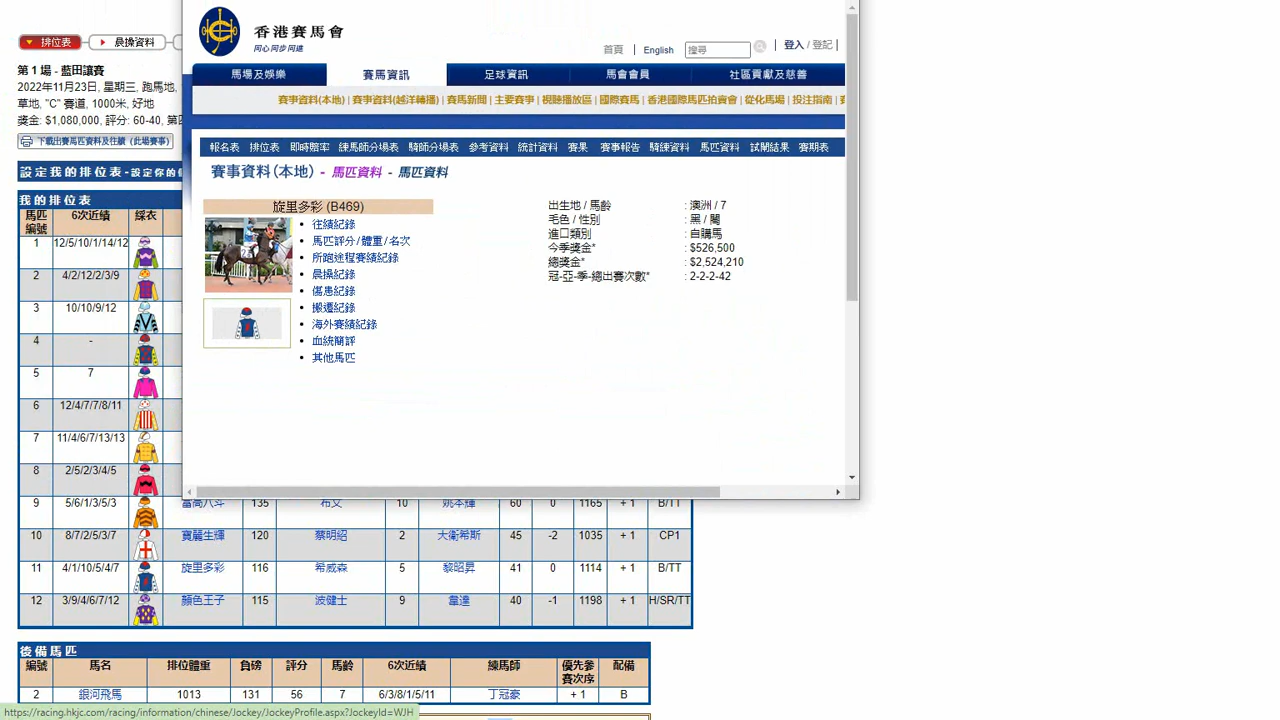 排位表 晨操資料
第 1 場 - 藍田讓賽
2022年11月23日, 星期三, 跑馬地,
草地, "C" 賽道, 1000米, 好地
獎金: $1,080,000, 評分: 60-40, 第四
下載出賽馬匹資料及往績 (此場賽事)
設定我的排位表-設定你的個
我的排位表
馬匹編號 6次近績 綵衣
1 12/5/10/1/14/12
2 4/2/12/2/3/9
3 10/10/9/12
4 -
5 7
6 12/4/7/7/8/11
7 11/4/6/7/13/13
8 2/5/2/3/4/5
9 5/6/1/3/5/3 富高八斗 135 布文 10 姚本輝 60 0 1165 + 1 B/TT
10 8/7/2/5/3/7 寶麗生輝 120 蔡明紹 2 大衛希斯 45 -2 1035 + 1 CP1
11 4/1/10/5/4/7 旋里多彩 116 希威森 5 黎昭昇 41 0 1114 + 1 B/TT
12 3/9/4/6/7/12 顏色王子 115 波健士 9 韋達 40 -1 1198 + 1 H/SR/TT
後備馬匹
編號 馬名 排位體重 負磅 評分 馬齡 6次近績 練馬師 優先參賽次序 配備
2 銀河飛馬 1013 131 56 7 6/3/8/1/5/11 丁冠豪 + 1 B
https://racing.hkjc.com/racing/information/chinese/Jockey/JockeyProfile.aspx?JockeyId=WJH
香港賽馬會
同心同步同進
首頁 | English 搜尋 登入 / 登記
馬場及娛樂 賽馬資訊 足球資訊 馬會會員 社區貢獻及慈善
賽事資料(本地) | 賽事資料(越洋轉播) | 賽馬新聞 | 主要賽事 | 視聽播放區 | 國際賽馬 | 香港國際馬匹拍賣會 | 從化馬場 | 投注指南 |
報名表 排位表 即時賠率 練馬師分場表 騎師分場表 參考資料 統計資料 賽果 賽事報告 騎練資料 馬匹資料 試閘結果 賽期表
賽事資料(本地) - 馬匹資料 - 馬匹資料
旋里多彩 (B469)
往績紀錄
馬匹評分/體重/名次
所跑途程賽績紀錄
晨操紀錄
傷患紀錄
搬遷紀錄
海外賽績紀錄
血統簡評
其他馬匹
出生地 / 馬齡 : 澳洲 / 7
毛色 / 性別 : 黑 / 閹
進口類別 : 自購馬
今季獎金* : $526,500
總獎金* : $2,524,210
冠-亞-季-總出賽次數* : 2-2-2-42